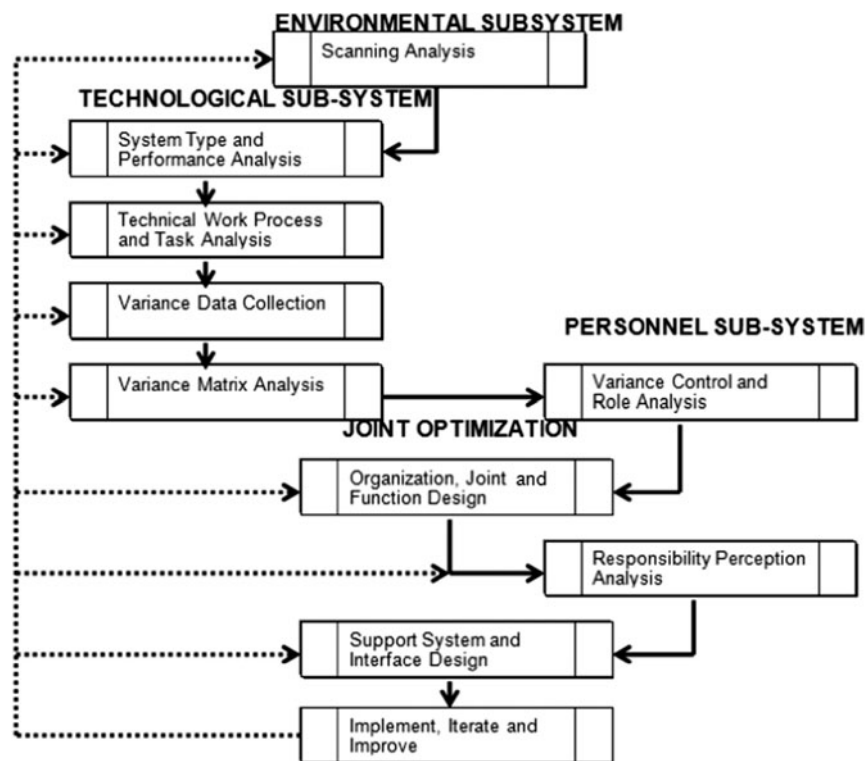 ENVIRONMENTAL SUBSYSTEM
Scanning Analysis
TECHNOLOGICAL SUB-SYSTEM
System Type and
Performance Analysis
Technical Work Process
and Task Analysis
Variance Data Collection
PERSONNEL SUB-SYSTEM
Variance Matrix Analysis
Variance Control and
Role Analysis
JOINT OPTIMIZATION
Organization, Joint and
Function Design
Responsibility Perception
Analysis
Support System and
Interface Design
Implement, Iterate and
Improve